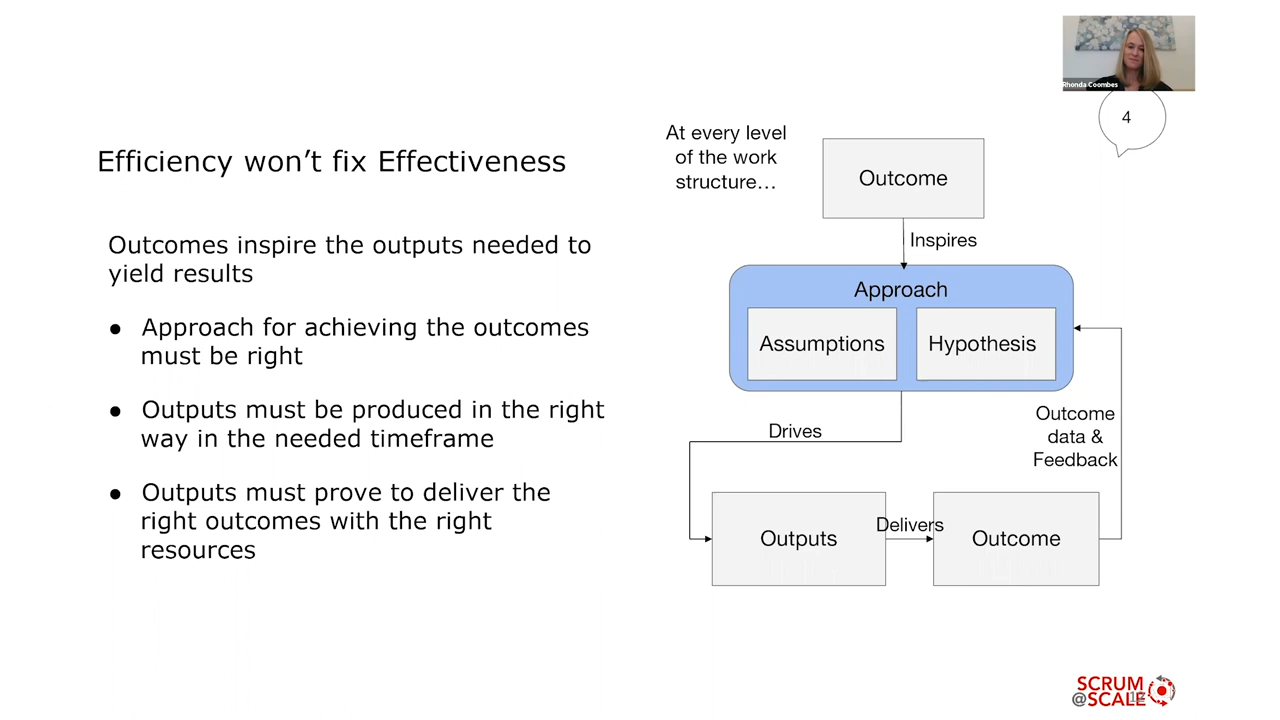 Rhonda Coombes
4
Efficiency won’t fix Effectiveness
Outcomes inspire the outputs needed to
yield results
● Approach for achieving the outcomes
must be right
● Outputs must be produced in the right
way in the needed timeframe
● Outputs must prove to deliver the
right outcomes with the right
resources
At every level
of the work
structure…
Outcome
Inspires
Approach
Assumptions
Hypothesis
Drives
Outcome
data &
Feedback
Outputs
Delivers
Outcome
SCRUM
@SCALE